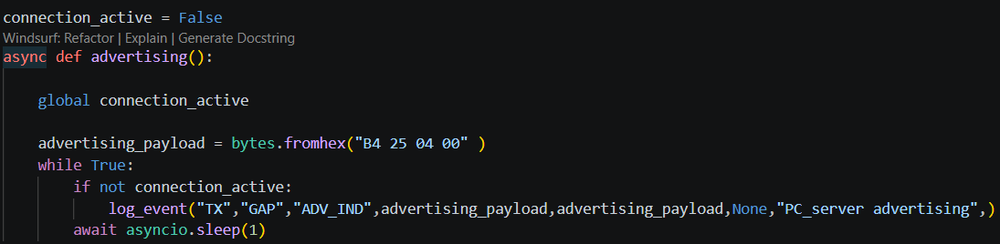 connection_active = False
Windsurf: Refactor | Explain | Generate Docstring
async def advertising():
    global connection_active
    advertising_payload = bytes.fromhex("B4 25 04 00" )
    while True:
        if not connection_active:
            log_event("TX","GAP","ADV_IND",advertising_payload,advertising_payload,None,"PC_server advertising",)
        await asyncio.sleep(1)